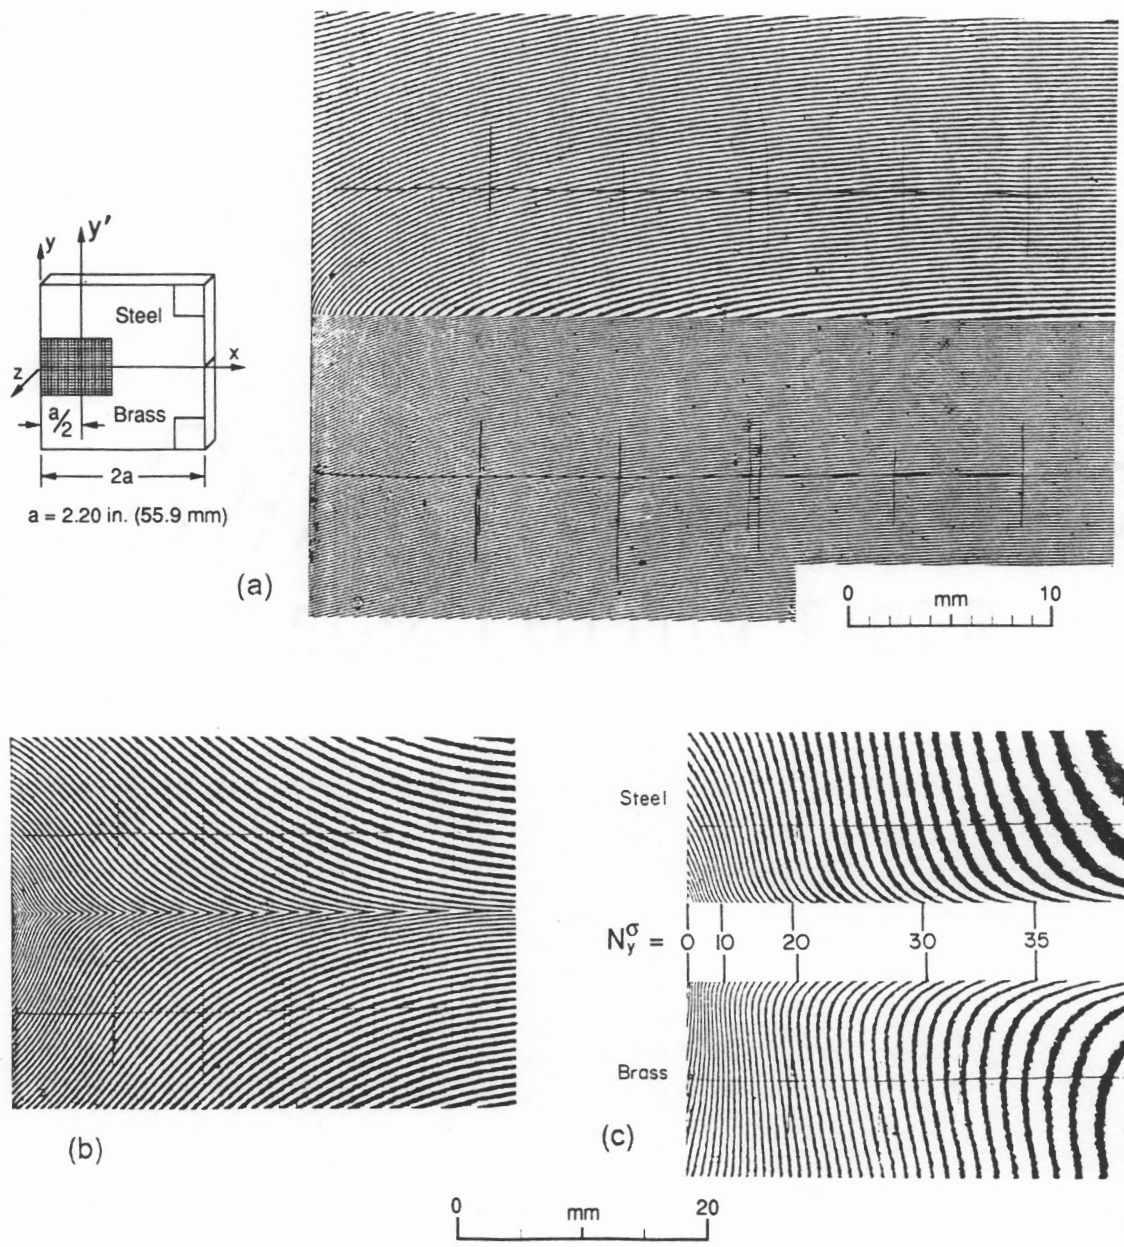 y
y'
Steel
x
z
a/2
Brass
2a
a = 2.20 in. (55.9 mm)
(a)
0 mm 10
(b)
Steel
N_y^σ = 0 10 20 30 35
Brass
(c)
0 mm 20